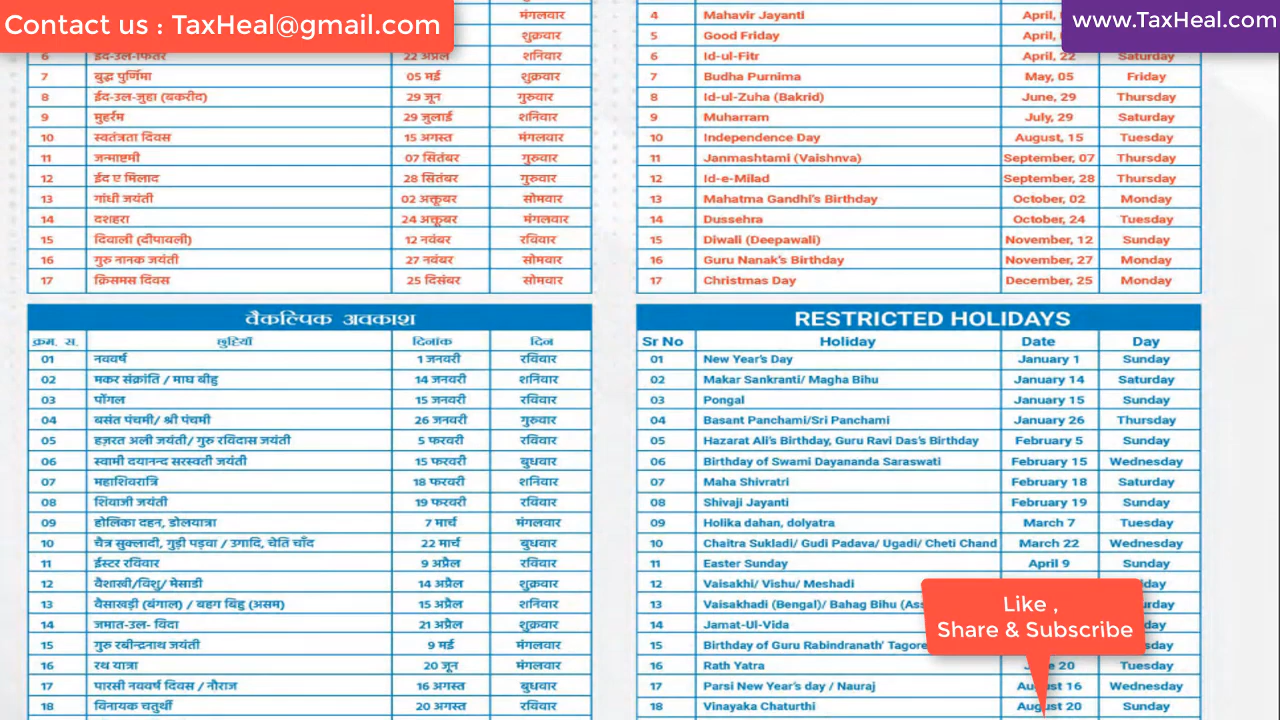 Contact us : TaxHeal@gmail.com
www.TaxHeal.com
मंगलवार
शुक्रवार
6 ईद-उल-फितर 22 अप्रैल शनिवार
7 बुद्ध पुर्णिमा 05 मई शुक्रवार
8 ईद-उल-जुहा (बकरीद) 29 जून गुरुवार
9 मुहर्रम 29 जुलाई शनिवार
10 स्वतंत्रता दिवस 15 अगस्त मंगलवार
11 जन्माष्टमी 07 सितंबर गुरुवार
12 ईद ए मिलाद 28 सितंबर गुरुवार
13 गांधी जयंती 02 अक्तूबर सोमवार
14 दशहरा 24 अक्तूबर मंगलवार
15 दिवाली (दीपावली) 12 नवंबर रविवार
16 गुरु नानक जयंती 27 नवंबर सोमवार
17 क्रिसमस दिवस 25 दिसंबर सोमवार
4 Mahavir Jayanti April,
5 Good Friday April,
6 Id-ul-Fitr April, 22 Saturday
7 Budha Purnima May, 05 Friday
8 Id-ul-Zuha (Bakrid) June, 29 Thursday
9 Muharram July, 29 Saturday
10 Independence Day August, 15 Tuesday
11 Janmashtami (Vaishnva) September, 07 Thursday
12 Id-e-Milad September, 28 Thursday
13 Mahatma Gandhi's Birthday October, 02 Monday
14 Dussehra October, 24 Tuesday
15 Diwali (Deepawali) November, 12 Sunday
16 Guru Nanak's Birthday November, 27 Monday
17 Christmas Day December, 25 Monday
वैकल्पिक अवकाश
क्रम. स. छुट्टियाँ दिनांक दिन
01 नववर्ष 1 जनवरी रविवार
02 मकर संक्रांति / माघ बीहु 14 जनवरी शनिवार
03 पोंगल 15 जनवरी रविवार
04 बसंत पंचमी/ श्री पंचमी 26 जनवरी गुरुवार
05 हज़रत अली जयंती/ गुरु रविदास जयंती 5 फरवरी रविवार
06 स्वामी दयानन्द सरस्वती जयंती 15 फरवरी बुधवार
07 महाशिवरात्रि 18 फरवरी शनिवार
08 शिवाजी जयंती 19 फरवरी रविवार
09 होलिका दहन, डोलयात्रा 7 मार्च मंगलवार
10 चैत्र सुक्लादी, गुड़ी पड़वा / उगादि, चेति चाँद 22 मार्च बुधवार
11 ईस्टर रविवार 9 अप्रैल रविवार
12 वैशाखी/विशु/ मेसाडी 14 अप्रैल शुक्रवार
13 वैसाखड़ी (बंगाल) / बहग बिहु (असम) 15 अप्रैल शनिवार
14 जमात-उल- विदा 21 अप्रैल शुक्रवार
15 गुरु रबीन्द्रनाथ जयंती 9 मई मंगलवार
16 रथ यात्रा 20 जून मंगलवार
17 पारसी नववर्ष दिवस / नौराज 16 अगस्त बुधवार
18 विनायक चतुर्थी 20 अगस्त रविवार
RESTRICTED HOLIDAYS
Sr No Holiday Date Day
01 New Year's Day January 1 Sunday
02 Makar Sankranti/ Magha Bihu January 14 Saturday
03 Pongal January 15 Sunday
04 Basant Panchami/Sri Panchami January 26 Thursday
05 Hazarat Ali's Birthday, Guru Ravi Das's Birthday February 5 Sunday
06 Birthday of Swami Dayananda Saraswati February 15 Wednesday
07 Maha Shivratri February 18 Saturday
08 Shivaji Jayanti February 19 Sunday
09 Holika dahan, dolyatra March 7 Tuesday
10 Chaitra Sukladi/ Gudi Padava/ Ugadi/ Cheti Chand March 22 Wednesday
11 Easter Sunday April 9 Sunday
12 Vaisakhi/ Vishu/ Meshadi
13 Vaisakhadi (Bengal)/ Bahag Bihu
14 Jamat-Ul-Vida
15 Birthday of Guru Rabindranath' Tagore
16 Rath Yatra 20 Tuesday
17 Parsi New Year's day / Nauraj August 16 Wednesday
18 Vinayaka Chaturthi August 20 Sunday
Like ,
Share & Subscribe